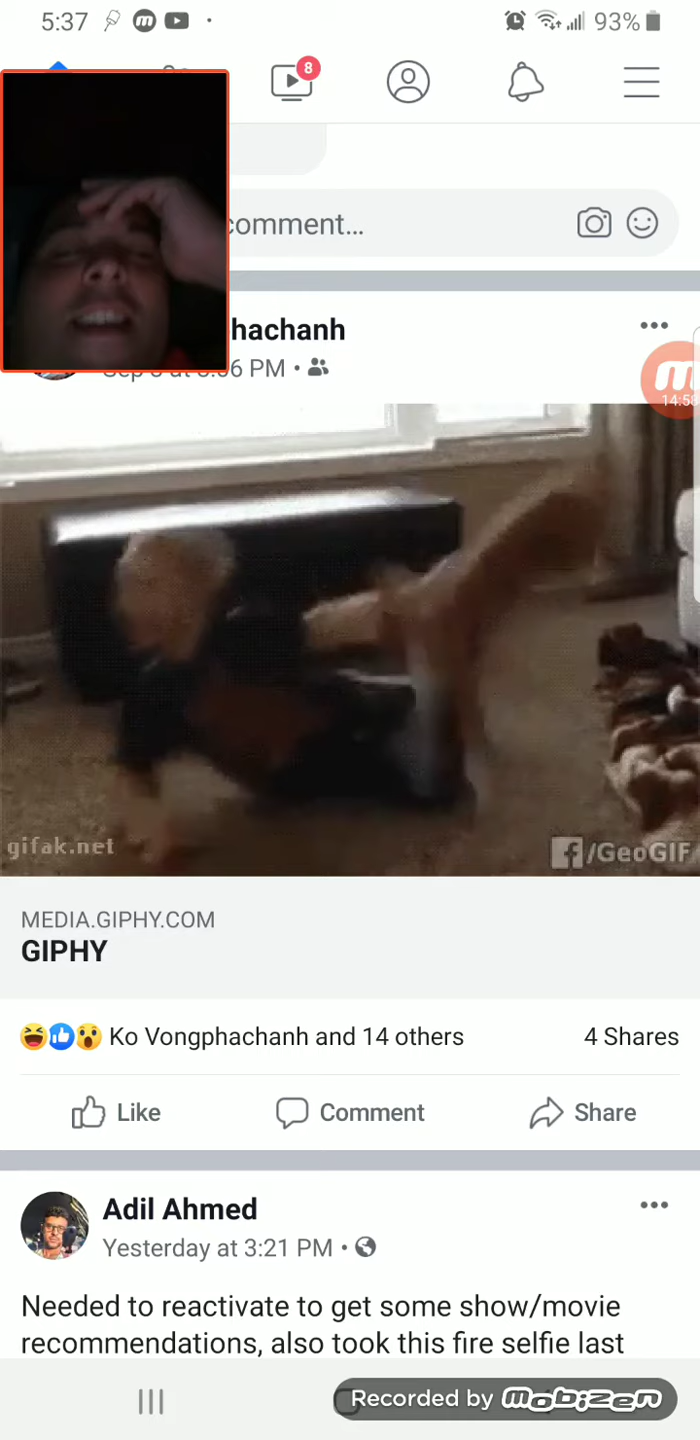 5:37
93%
8
comment...
hachanh
6 PM
14:58
gifak.net
/GeoGIF
MEDIA.GIPHY.COM
GIPHY
Ko Vongphachanh and 14 others
4 Shares
Like
Comment
Share
Adil Ahmed
Yesterday at 3:21 PM
Needed to reactivate to get some show/movie
recommendations, also took this fire selfie last
Recorded by mobizen